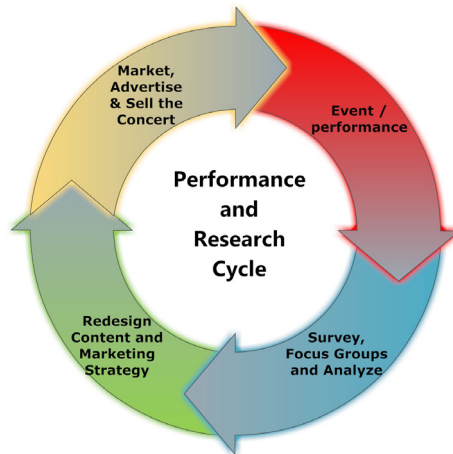 Market,
Advertise
& Sell the
Concert
Event /
performance
Performance
and
Research
Cycle
Survey,
Focus Groups
and Analyze
Redesign
Content and
Marketing
Strategy